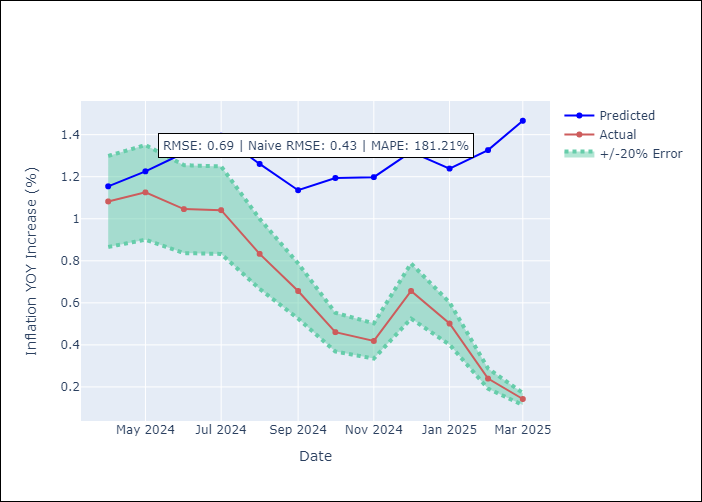 RMSE: 0.69 | Naive RMSE: 0.43 | MAPE: 181.21%
Predicted
Actual
+/-20% Error
Inflation YOY Increase (%)
1.4
1.2
1
0.8
0.6
0.4
0.2
May 2024
Jul 2024
Sep 2024
Nov 2024
Jan 2025
Mar 2025
Date